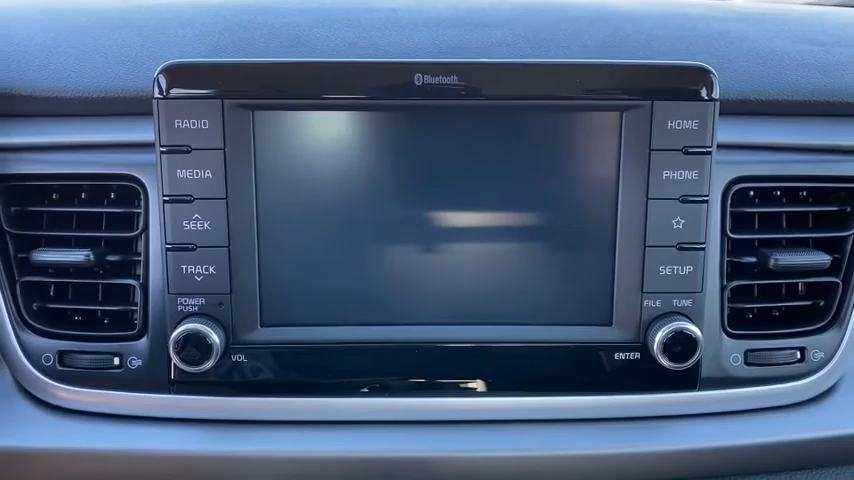 Bluetooth
RADIO
MEDIA
SEEK
TRACK
POWER
PUSH
VOL
HOME
PHONE
SETUP
FILE TUNE
ENTER